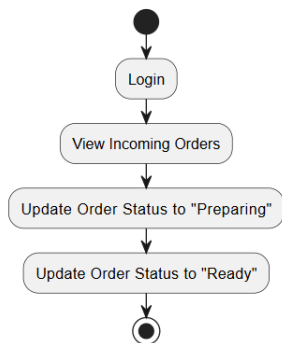 Login
View Incoming Orders
Update Order Status to "Preparing"
Update Order Status to "Ready"